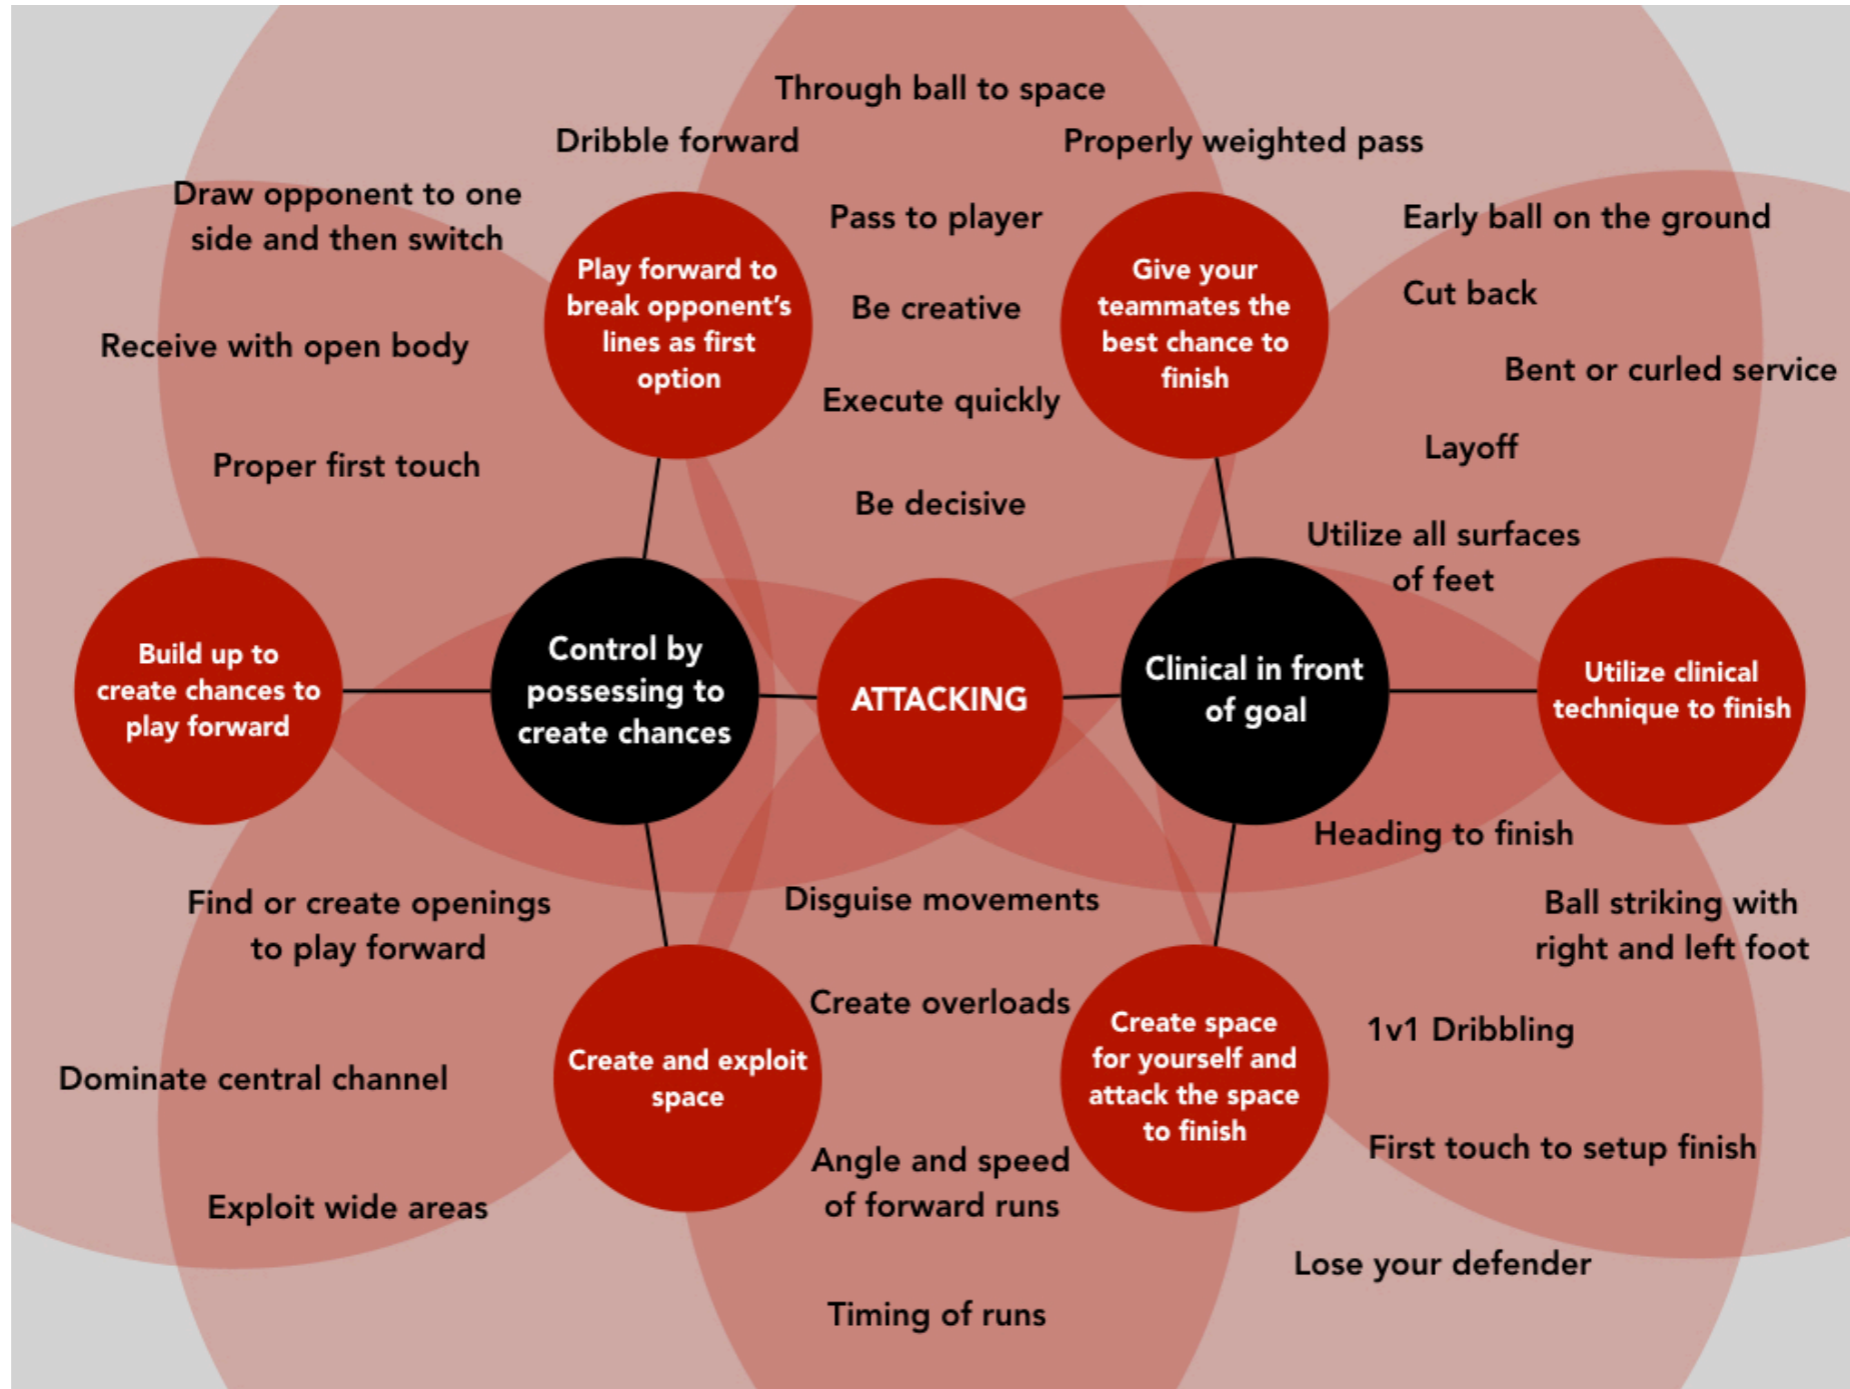 Through ball to space
Dribble forward
Properly weighted pass
Draw opponent to one
side and then switch
Pass to player
Early ball on the ground
Play forward to
break opponent's
lines as first
option
Give your
teammates the
best chance to
finish
Be creative
Cut back
Receive with open body
Bent or curled service
Execute quickly
Layoff
Proper first touch
Be decisive
Utilize all surfaces
of feet
Build up to
create chances to
play forward
Control by
possessing to
create chances
ATTACKING
Clinical in front
of goal
Utilize clinical
technique to finish
Heading to finish
Find or create openings
to play forward
Disguise movements
Ball striking with
right and left foot
Create overloads
1v1 Dribbling
Create and exploit
space
Create space
for yourself and
attack the space
to finish
Dominate central channel
Angle and speed
of forward runs
First touch to setup finish
Exploit wide areas
Lose your defender
Timing of runs